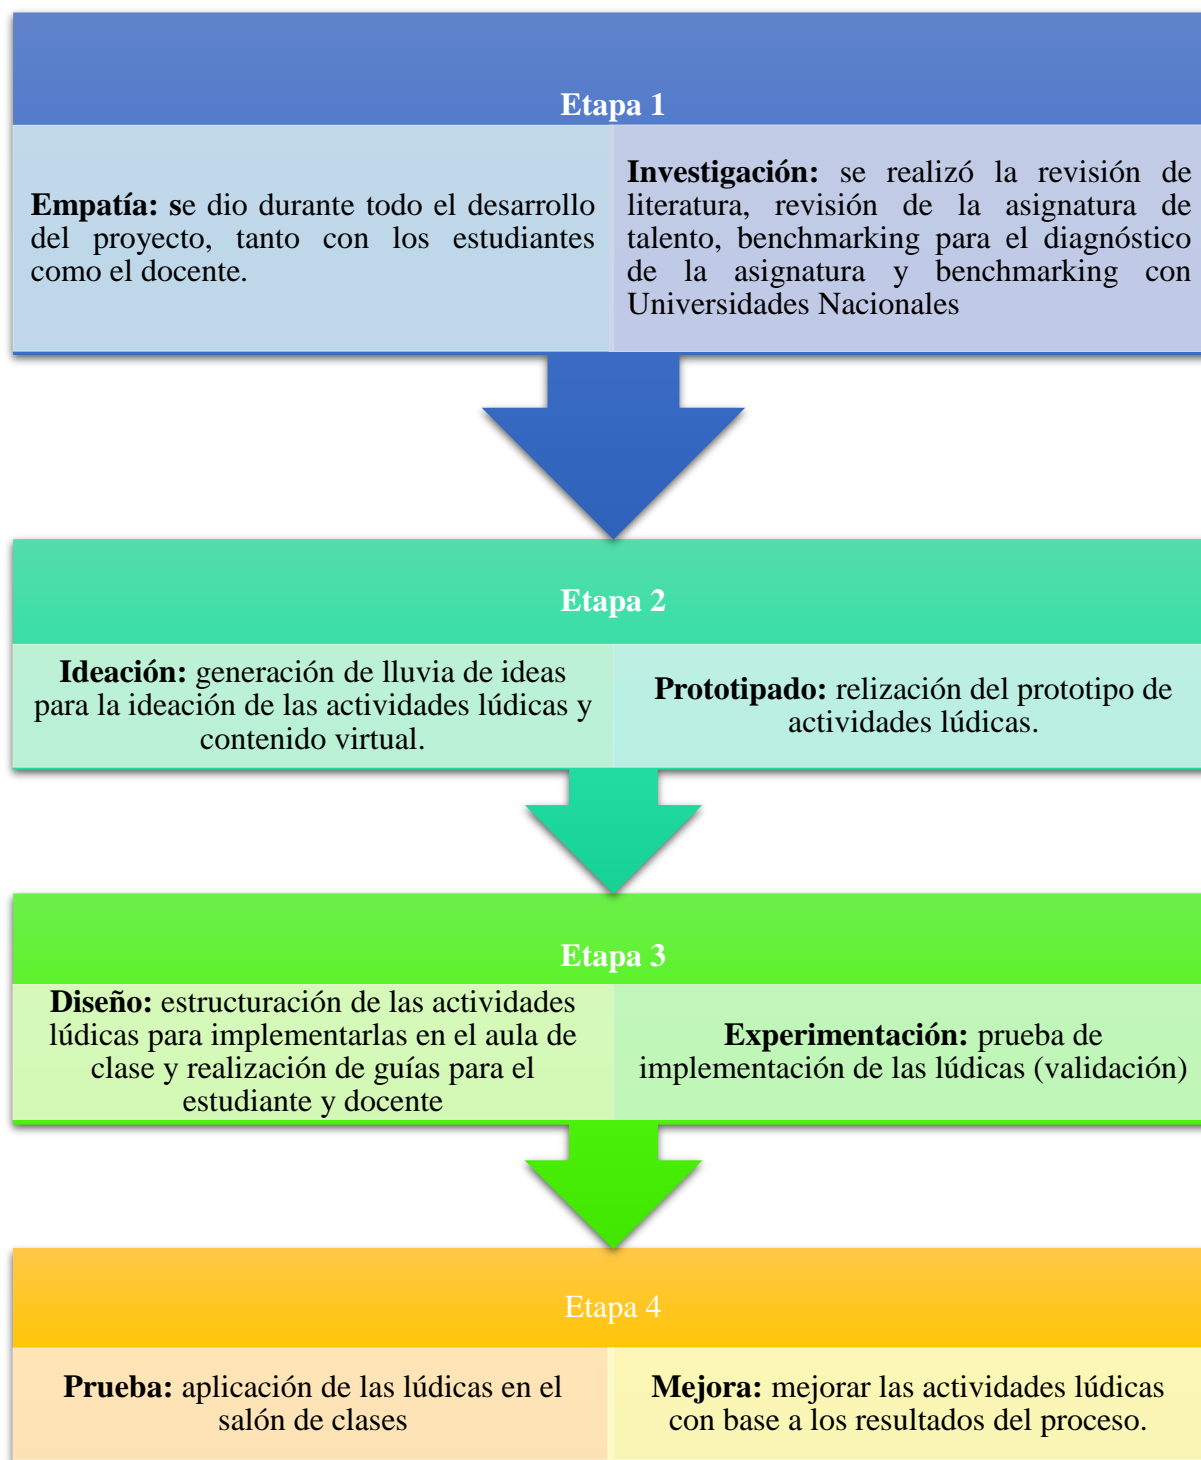 Etapa 1
Empatía: se dio durante todo el desarrollo
del proyecto, tanto con los estudiantes
como el docente.
Investigación: se realizó la revisión de
literatura, revisión de la asignatura de
talento, benchmarking para el diagnóstico
de la asignatura y benchmarking con
Universidades Nacionales
Etapa 2
Ideación: generación de lluvia de ideas
para la ideación de las actividades lúdicas y
contenido virtual.
Prototipado: relización del prototipo de
actividades lúdicas.
Etapa 3
Diseño: estructuración de las actividades
lúdicas para implementarlas en el aula de
clase y realización de guías para el
estudiante y docente
Experimentación: prueba de
implementación de las lúdicas (validación)
Etapa 4
Prueba: aplicación de las lúdicas en el
salón de clases
Mejora: mejorar las actividades lúdicas
con base a los resultados del proceso.